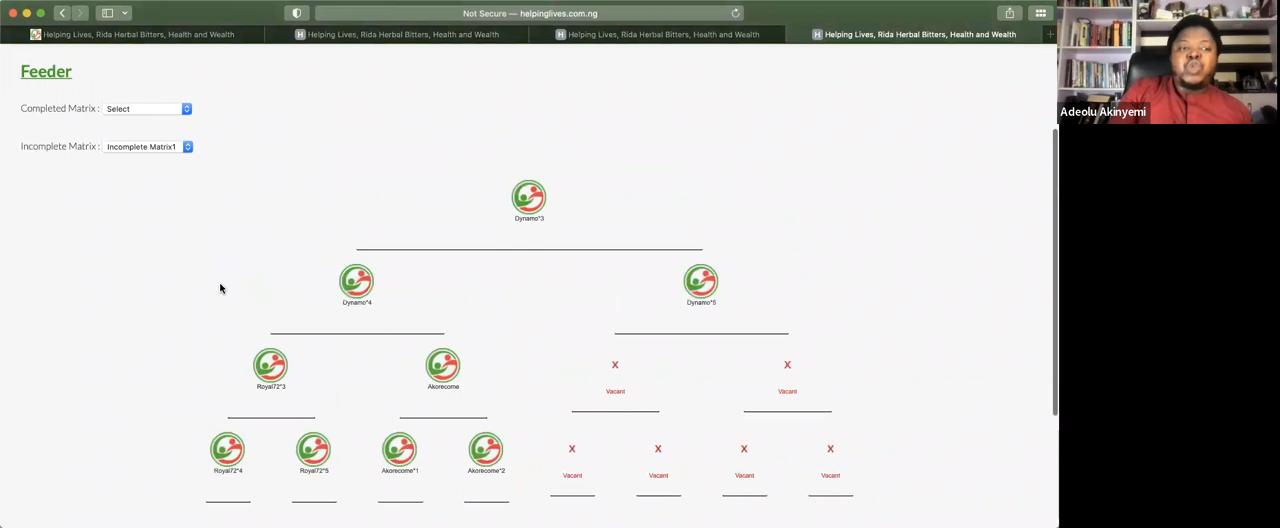 Not Secure — helpinglives.com.ng
Helping Lives, Rida Herbal Bitters, Health and Wealth
H Helping Lives, Rida Herbal Bitters, Health and Wealth
H Helping Lives, Rida Herbal Bitters, Health and Wealth
H Helping Lives, Rida Herbal Bitters, Health and Wealth
Feeder
Completed Matrix : Select
Incomplete Matrix : Incomplete Matrix1
Adeolu Akinyemi
Dynamo*3
Dynamo*4
Dynamo*5
Royal72*3
Akorecome
X
X
Vacant
Vacant
Royal72*4
Royal72*5
Akorecome*1
Akorecome*2
X
X
X
X
Vacant
Vacant
Vacant
Vacant